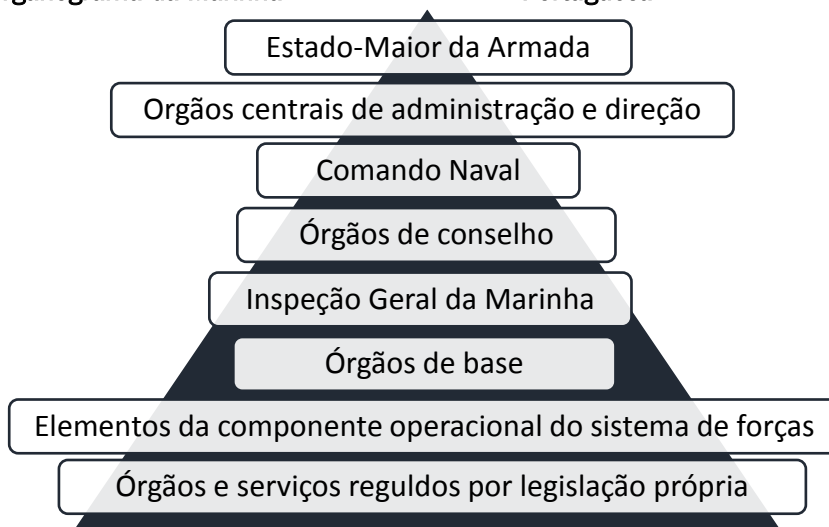 Estado-Maior da Armada
Orgãos centrais de administração e direção
Comando Naval
Órgãos de conselho
Inspeção Geral da Marinha
Órgãos de base
Elementos da componente operacional do sistema de forças
Órgãos e serviços reguldos por legislação própria